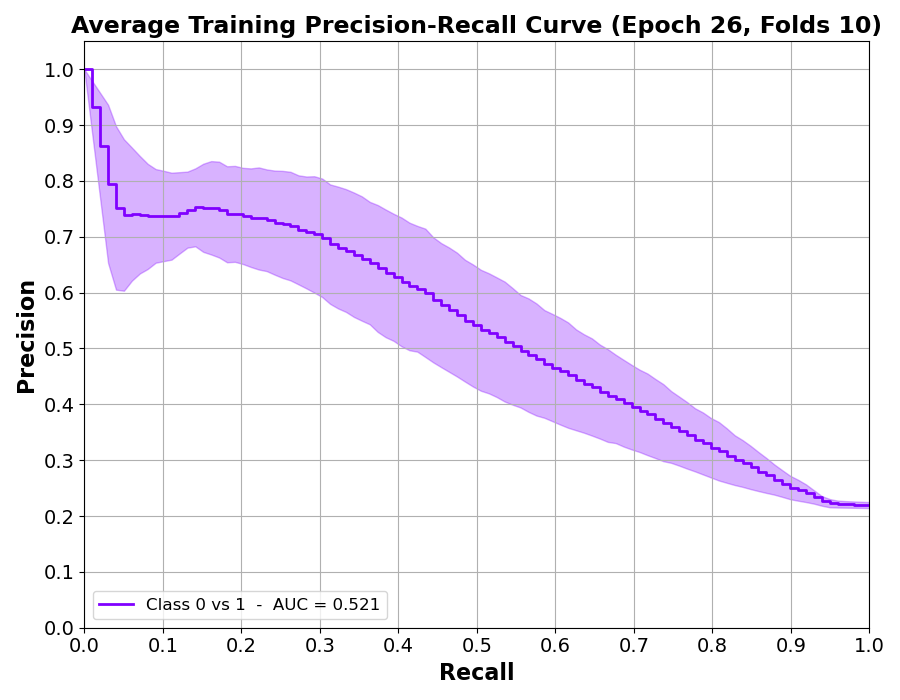 Average Training Precision-Recall Curve (Epoch 26, Folds 10)
1.0
0.9
0.8
0.7
0.6
0.5
0.4
0.3
0.2
0.1
0.0
Precision
Class 0 vs 1 - AUC = 0.521
0.0 0.1 0.2 0.3 0.4 0.5 0.6 0.7 0.8 0.9 1.0
Recall